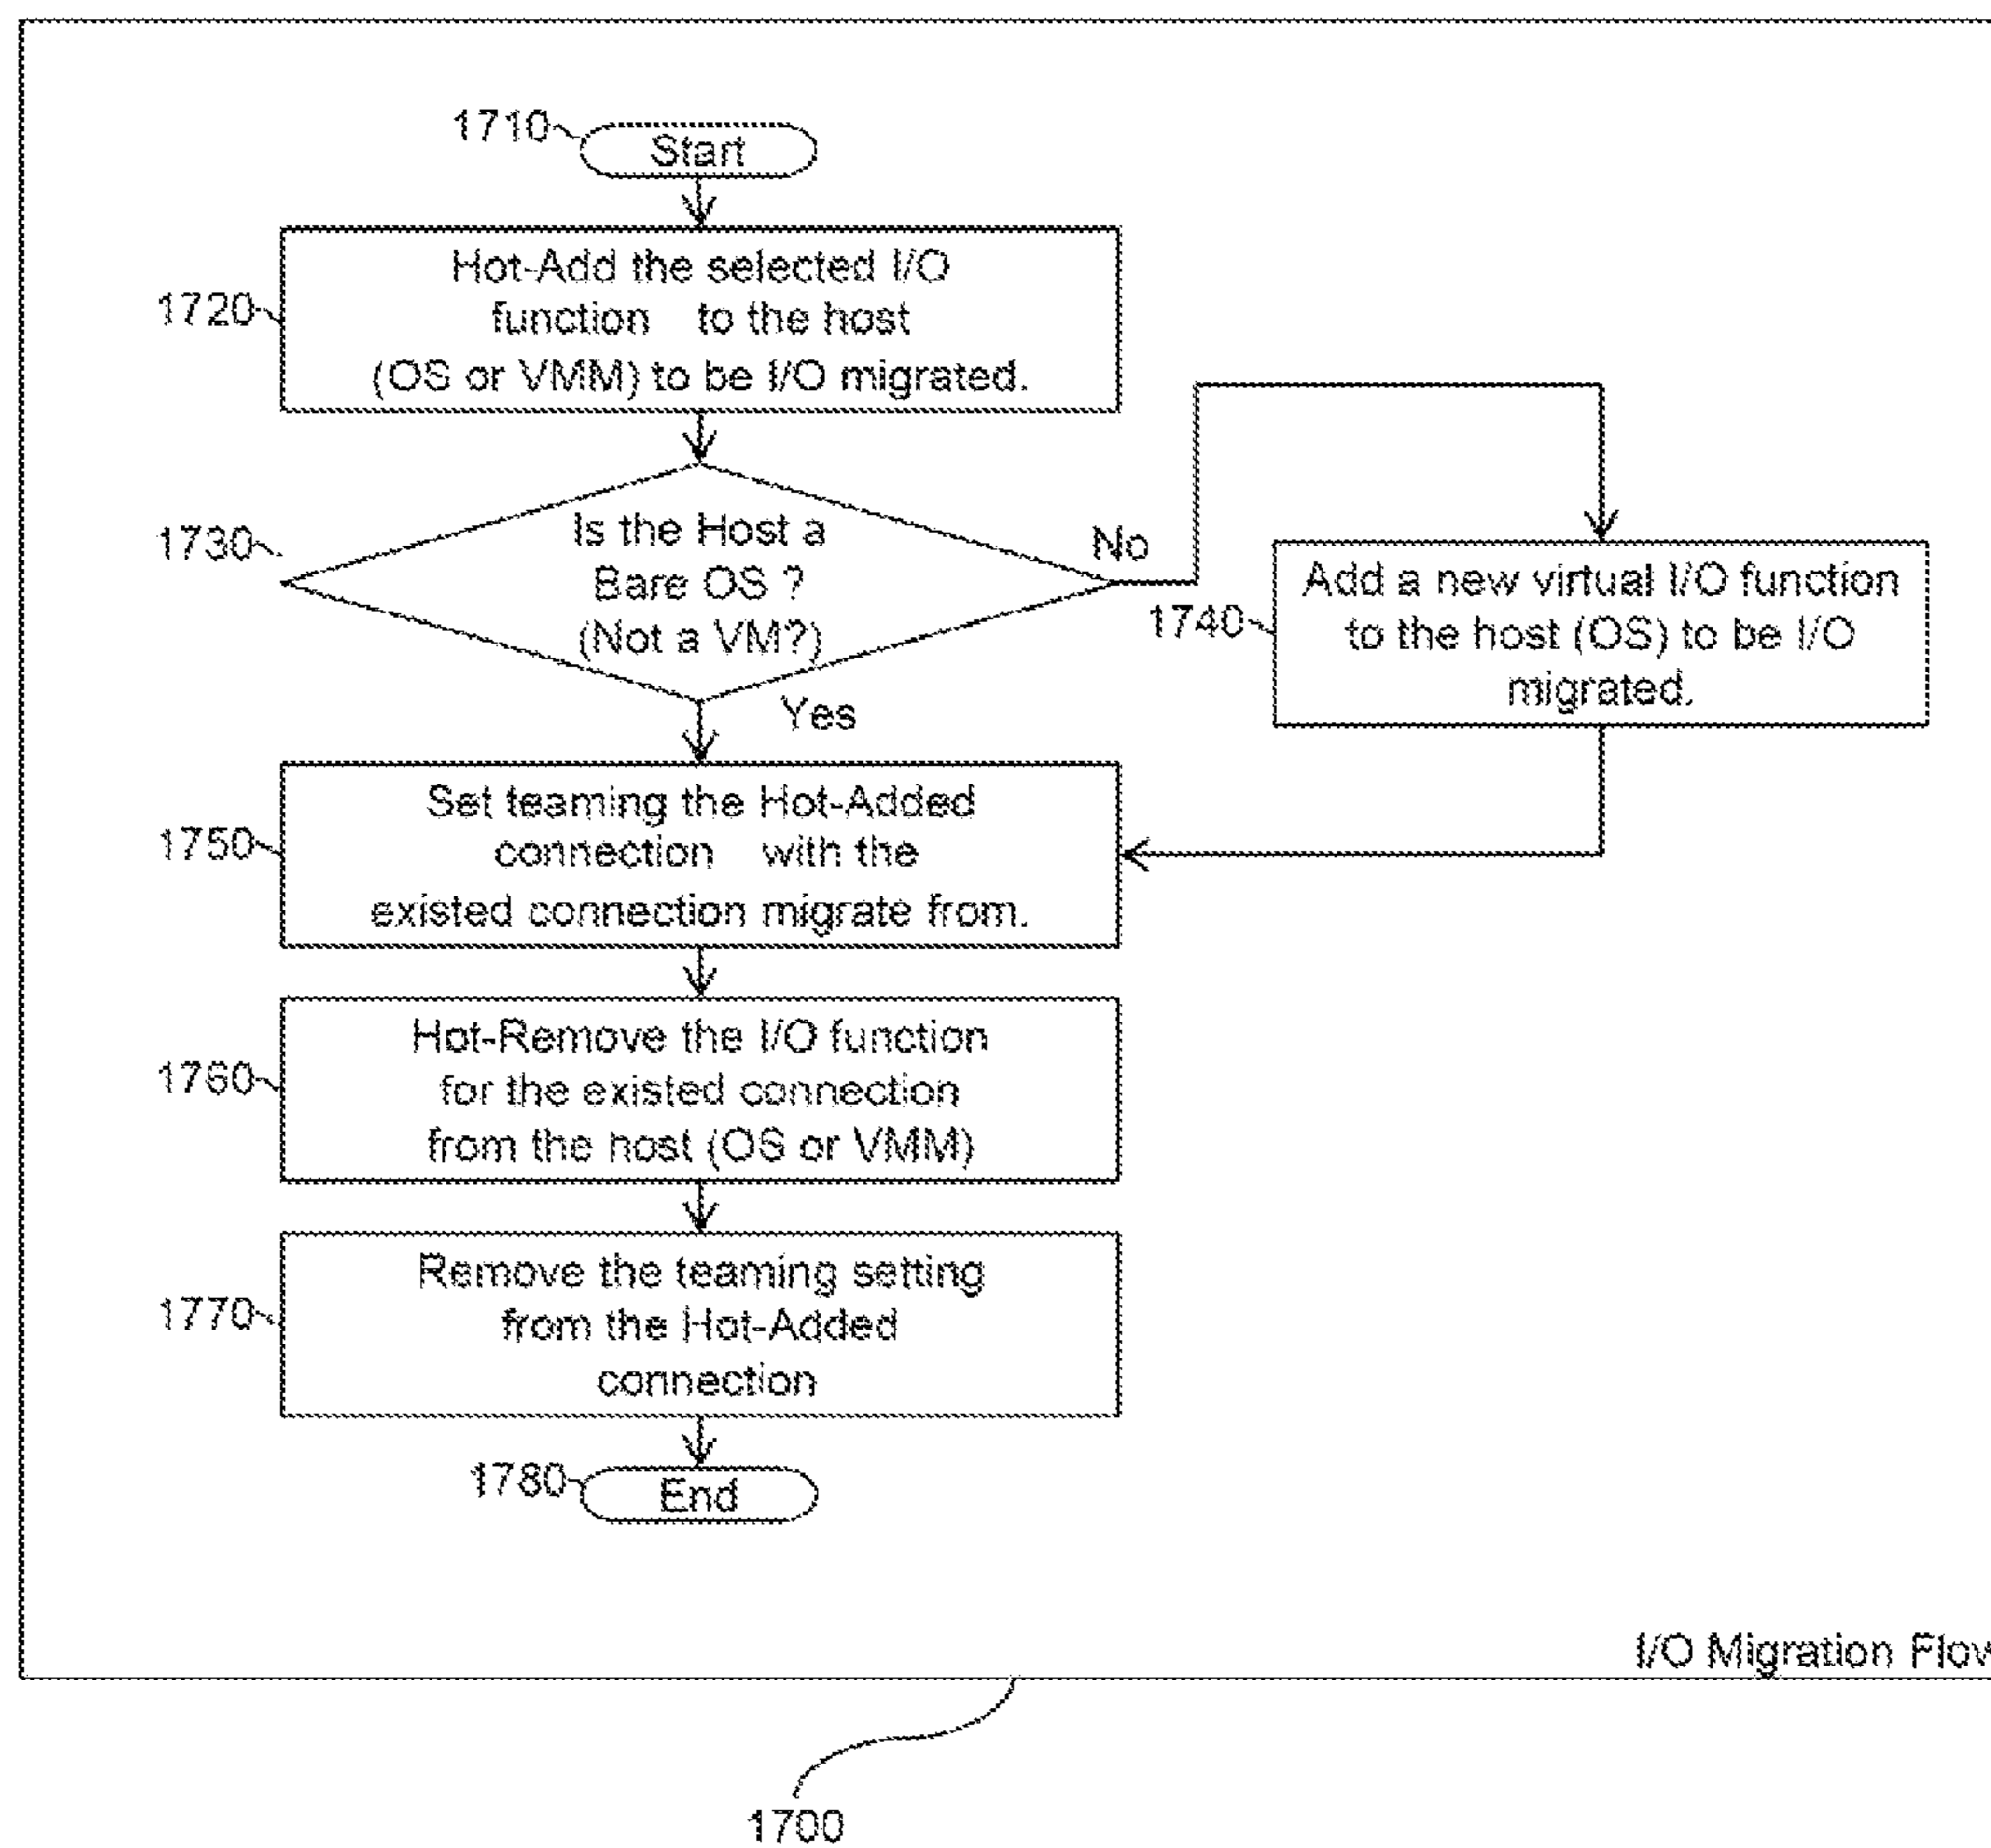 1710
Start
1720
Hot-Add the selected I/O
function to the host
(OS or VMM) to be I/O migrated.
1730
Is the Host a
Bare OS ?
(Not a VM?)
No
Yes
1740
Add a new virtual I/O function
to the host (OS) to be I/O
migrated.
1750
Set teaming the Hot-Added
connection with the
existed connection migrate from.
1760
Hot-Remove the I/O function
for the existed connection
from the host (OS or VMM)
1770
Remove the teaming setting
from the Hot-Added
connection
1780
End
I/O Migration Flow
1700